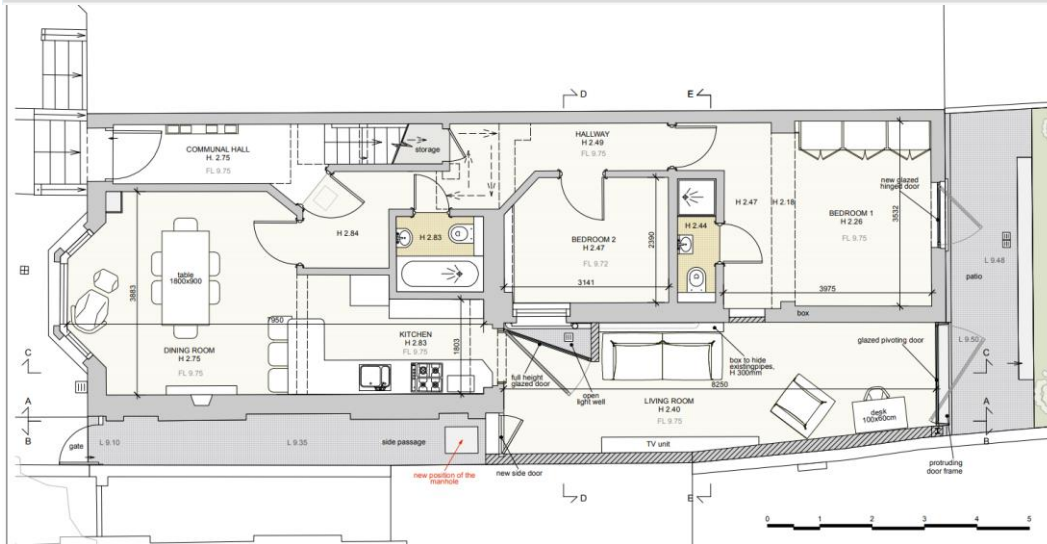 D
E
COMMUNAL HALL
H. 2.75
FL 9.75
storage
HALLWAY
H 2.49
FL 9.75
new glazed
hinged door
H 2.47
H 2.18
BEDROOM 1
H 2.26
FL 9.75
3532
3975
H 2.44
BEDROOM 2
H 2.47
FL 9.72
2390
3141
H 2.83
H 2.84
table
1800x900
3883
7950
DINING ROOM
H 2.75
FL 9.75
KITCHEN
H 2.83
FL 9.75
1803
L 9.48
patio
L 9.50
box
glazed pivoting door
full height
glazed door
open
light well
box to hide
existingpipes,
H 300mm
8250
LIVING ROOM
H 2.40
FL 9.75
desk
100x60cm
TV unit
C
A
B
C
A
B
gate
L 9.10
L 9.35
side passage
new position of the
manhole
new side door
protruding
door frame
D
E
0 1 2 3 4 5